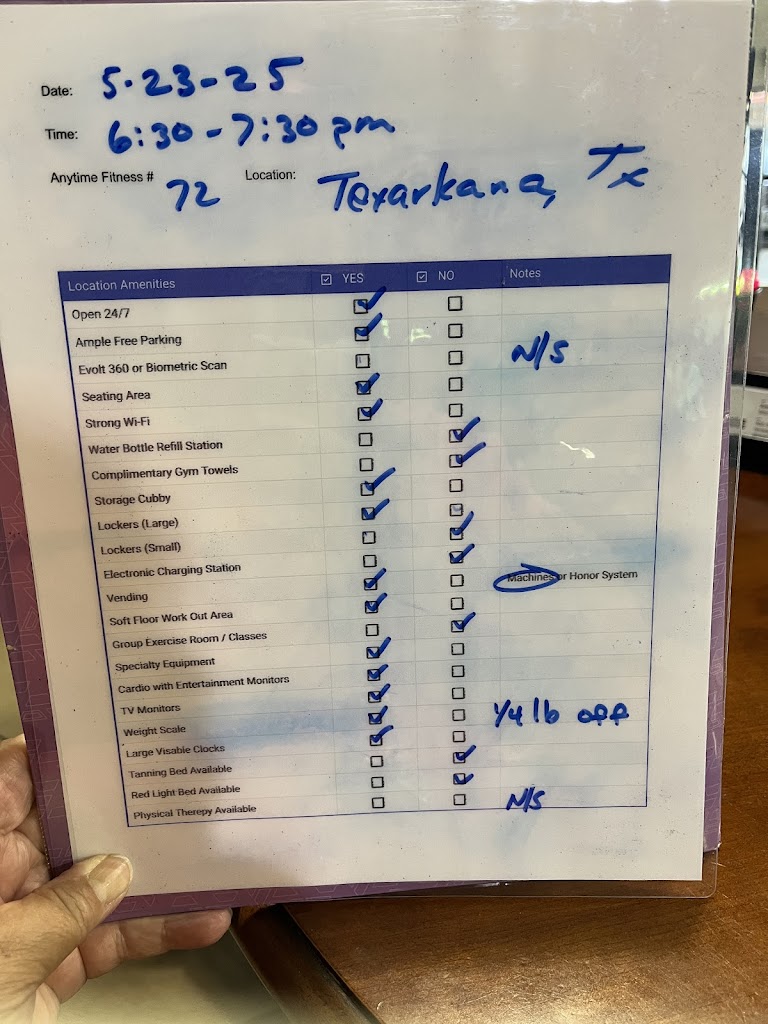 Date: 5-23-25
Time: 6:30-7:30 pm
Anytime Fitness # 72 Location: Texarkana, Tx
Location Amenities ☑ YES ☑ NO Notes
Open 24/7 ☑ ☐
Ample Free Parking ☑ ☐
Evolt 360 or Biometric Scan ☐ ☐ N/S
Seating Area ☑ ☐
Strong Wi-Fi ☑ ☐
Water Bottle Refill Station ☐ ☑
Complimentary Gym Towels ☐ ☑
Storage Cubby ☑ ☐
Lockers (Large) ☑ ☐
Lockers (Small) ☐ ☑
Electronic Charging Station ☐ ☑
Vending ☑ ☐ Machines or Honor System
Soft Floor Work Out Area ☑ ☐
Group Exercise Room / Classes ☐ ☑
Specialty Equipment ☑ ☐
Cardio with Entertainment Monitors ☑ ☐
TV Monitors ☑ ☐
Weight Scale ☑ ☐ 1/4 lb off
Large Visable Clocks ☑ ☐
Tanning Bed Available ☐ ☑
Red Light Bed Available ☐ ☑
Physical Therepy Available ☐ ☐ N/S